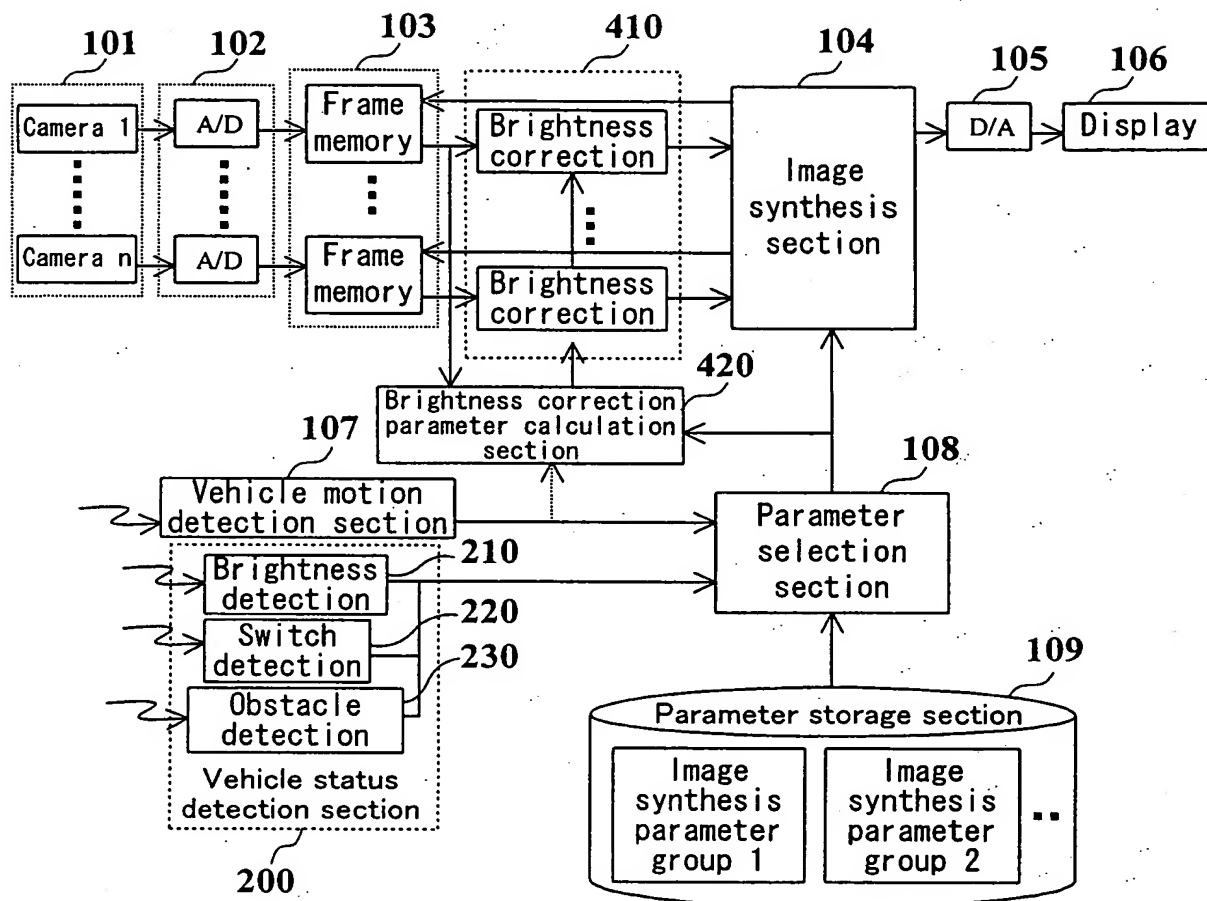 101
102
103
410
104
105
106
Camera 1
A/D
Frame
memory
Brightness
correction
Image
synthesis
section
D/A
Display
Camera n
A/D
Frame
memory
Brightness
correction
420
Brightness correction
parameter calculation
section
107
Vehicle motion
detection section
108
Parameter
selection
section
210
Brightness
detection
220
Switch
detection
230
Obstacle
detection
Vehicle status
detection section
200
109
Parameter storage section
Image
synthesis
parameter
group 1
Image
synthesis
parameter
group 2